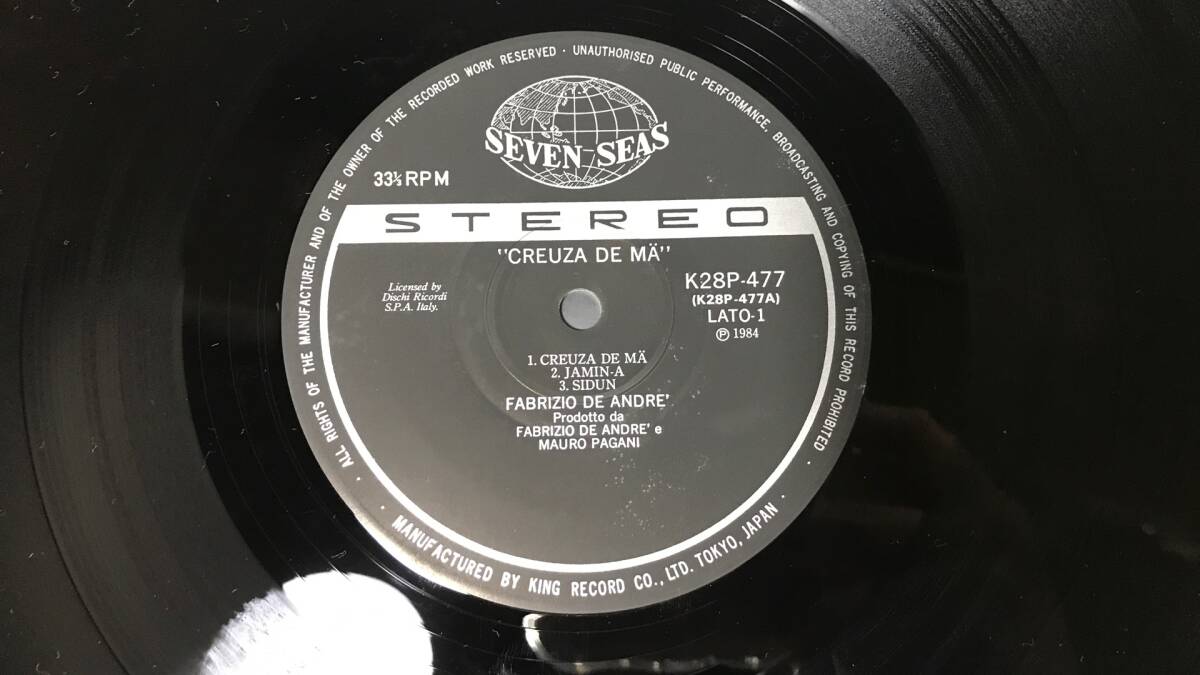 ALL RIGHTS OF THE MANUFACTURER AND OF THE OWNER OF THE RECORDED WORK RESERVED · UNAUTHORISED PUBLIC PERFORMANCE, BROADCASTING AND COPYING OF THIS RECORD PROHIBITED ·
SEVEN SEAS
33⅓ RPM
STEREO
"CREUZA DE MÄ"
Licensed by
Dischi Ricordi
S.P.A. Italy.
K28P-477
(K28P-477A)
LATO-1
Ⓟ 1984
1. CREUZA DE MÄ
2. JAMIN-A
3. SIDUN
FABRIZIO DE ANDRE'
Prodotto da
FABRIZIO DE ANDRE' e
MAURO PAGANI
· MANUFACTURED BY KING RECORD CO., LTD. TOKYO, JAPAN ·